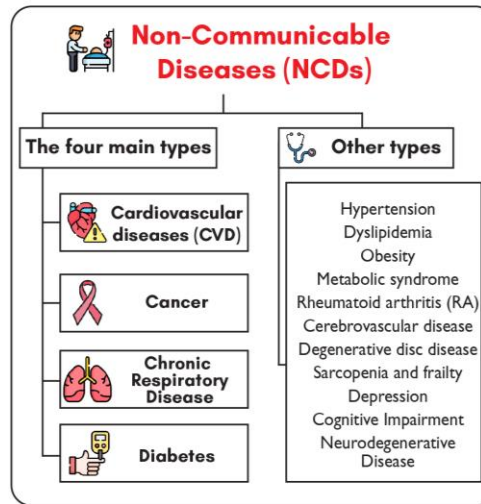 Non-Communicable
Diseases (NCDs)
The four main types
Cardiovascular
diseases (CVD)
Cancer
Chronic
Respiratory
Disease
Diabetes
Other types
Hypertension
Dyslipidemia
Obesity
Metabolic syndrome
Rheumatoid arthritis (RA)
Cerebrovascular disease
Degenerative disc disease
Sarcopenia and frailty
Depression
Cognitive Impairment
Neurodegenerative
Disease